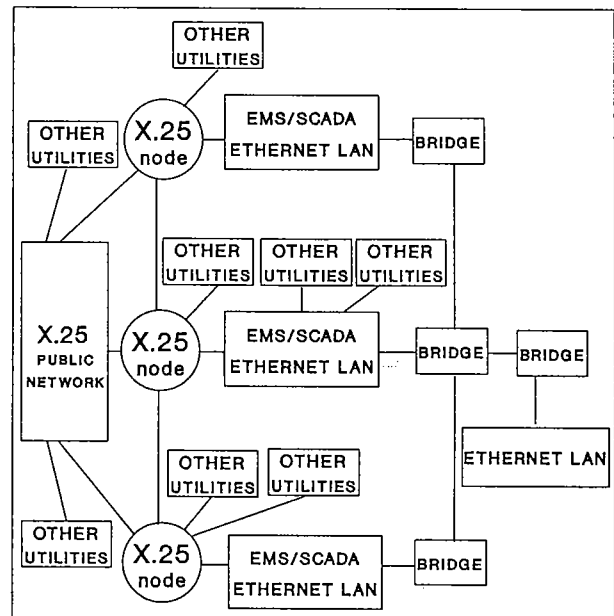 OTHER
UTILITIES
X.25
node
EMS/SCADA
ETHERNET LAN
BRIDGE
OTHER
UTILITIES
OTHER
UTILITIES
OTHER
UTILITIES
OTHER
UTILITIES
X.25
PUBLIC
NETWORK
X.25
node
EMS/SCADA
ETHERNET LAN
BRIDGE
BRIDGE
ETHERNET LAN
OTHER
UTILITIES
OTHER
UTILITIES
OTHER
UTILITIES
X.25
node
EMS/SCADA
ETHERNET LAN
BRIDGE